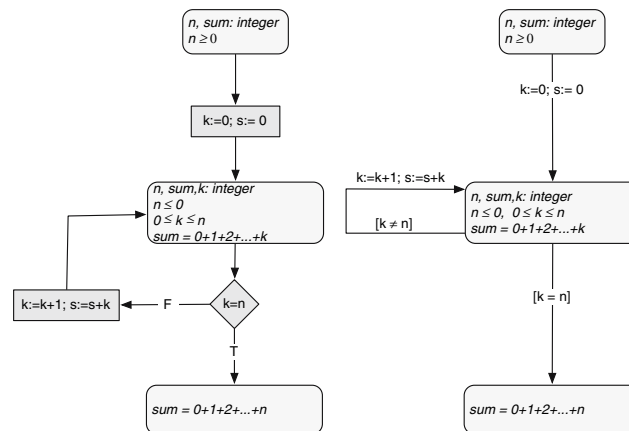 n, sum: integer
n ≥ 0
k:=0; s:= 0
n, sum,k: integer
n ≤ 0
0 ≤ k ≤ n
sum = 0+1+2+...+k
k:=k+1; s:=s+k
F
k=n
T
sum = 0+1+2+...+n
n, sum: integer
n ≥ 0
k:=0; s:= 0
k:=k+1; s:=s+k
n, sum,k: integer
n ≤ 0, 0 ≤ k ≤ n
sum = 0+1+2+...+k
[k ≠ n]
[k = n]
sum = 0+1+2+...+n